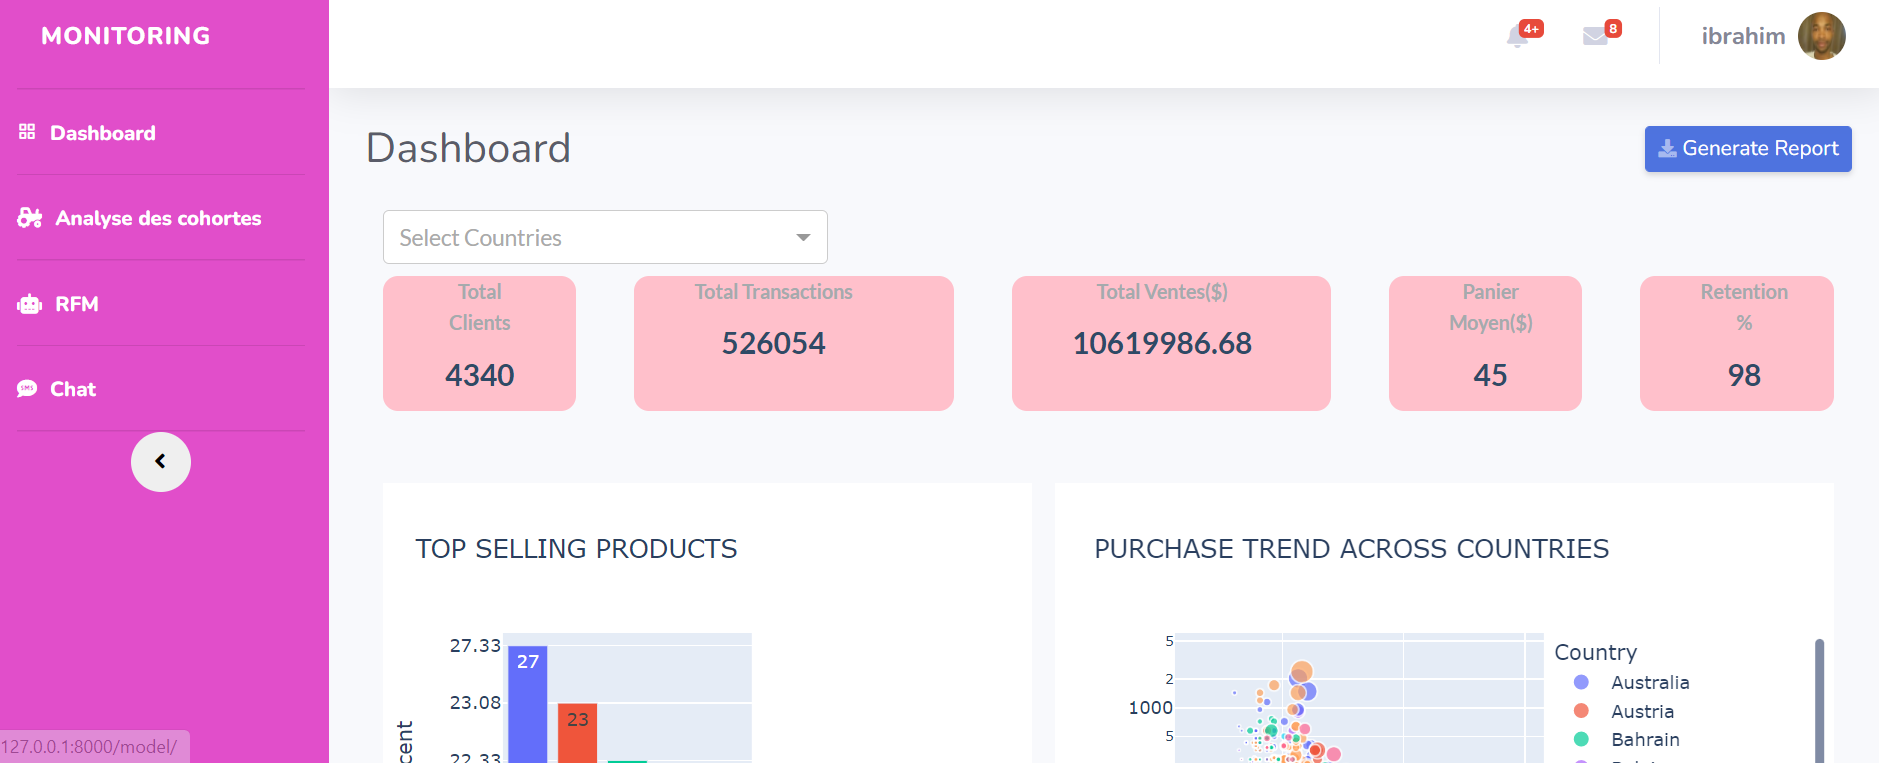 MONITORING
4+
8
ibrahim
Dashboard
Analyse des cohortes
RFM
SMS
Chat
Dashboard
Generate Report
Select Countries
Total
Clients
4340
Total Transactions
526054
Total Ventes($)
10619986.68
Panier
Moyen($)
45
Retention
%
98
TOP SELLING PRODUCTS
27.33
23.08
22.33
cent
27
23
PURCHASE TREND ACROSS COUNTRIES
5
2
1000
5
Country
Australia
Austria
Bahrain
127.0.0.1:8000/model/